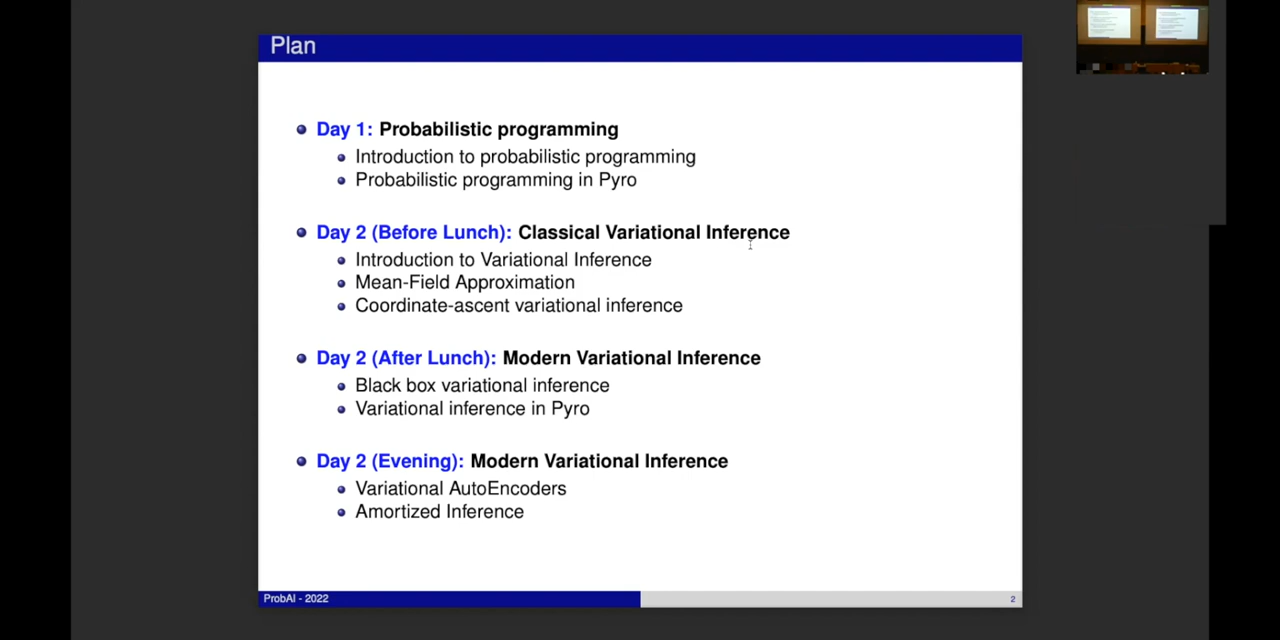 Plan
Day 1: Probabilistic programming
Introduction to probabilistic programming
Probabilistic programming in Pyro
Day 2 (Before Lunch): Classical Variational Inference
Introduction to Variational Inference
Mean-Field Approximation
Coordinate-ascent variational inference
Day 2 (After Lunch): Modern Variational Inference
Black box variational inference
Variational inference in Pyro
Day 2 (Evening): Modern Variational Inference
Variational AutoEncoders
Amortized Inference
ProbAI - 2022
2